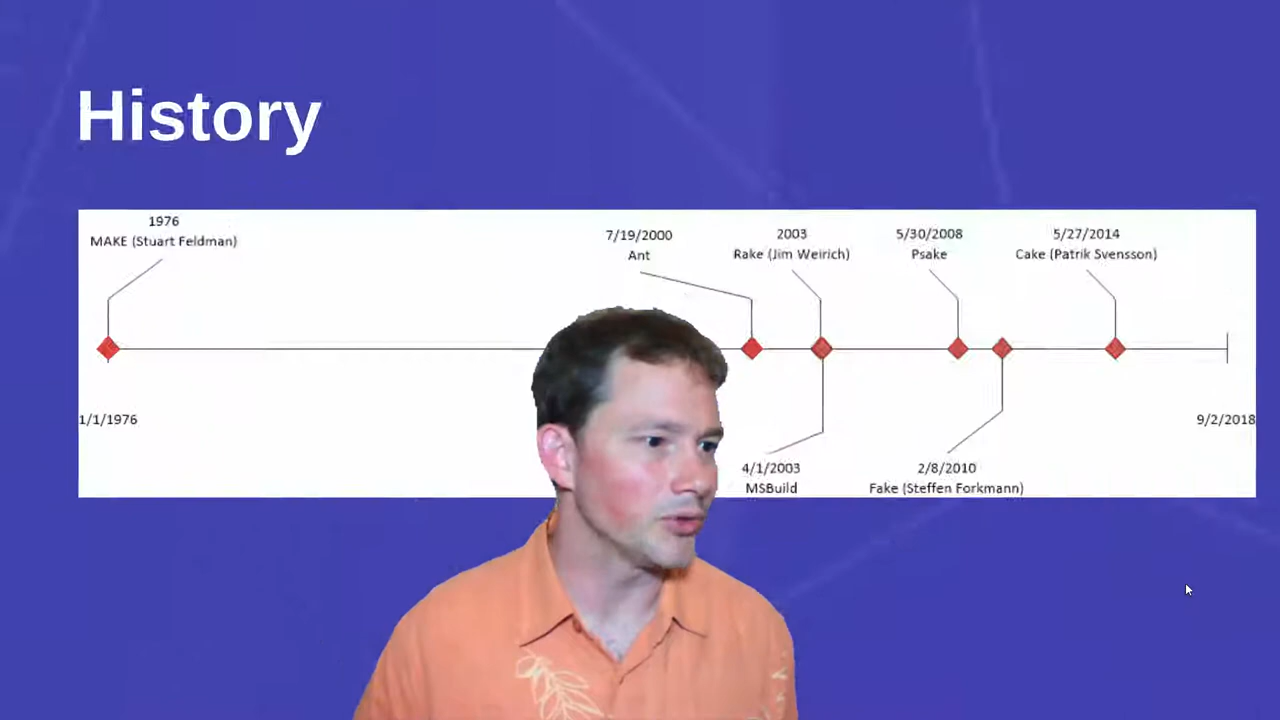 History
1976
MAKE (Stuart Feldman)
7/19/2000
Ant
2003
Rake (Jim Weirich)
5/30/2008
Psake
5/27/2014
Cake (Patrik Svensson)
1/1/1976
9/2/2018
4/1/2003
MSBuild
2/8/2010
Fake (Steffen Forkmann)